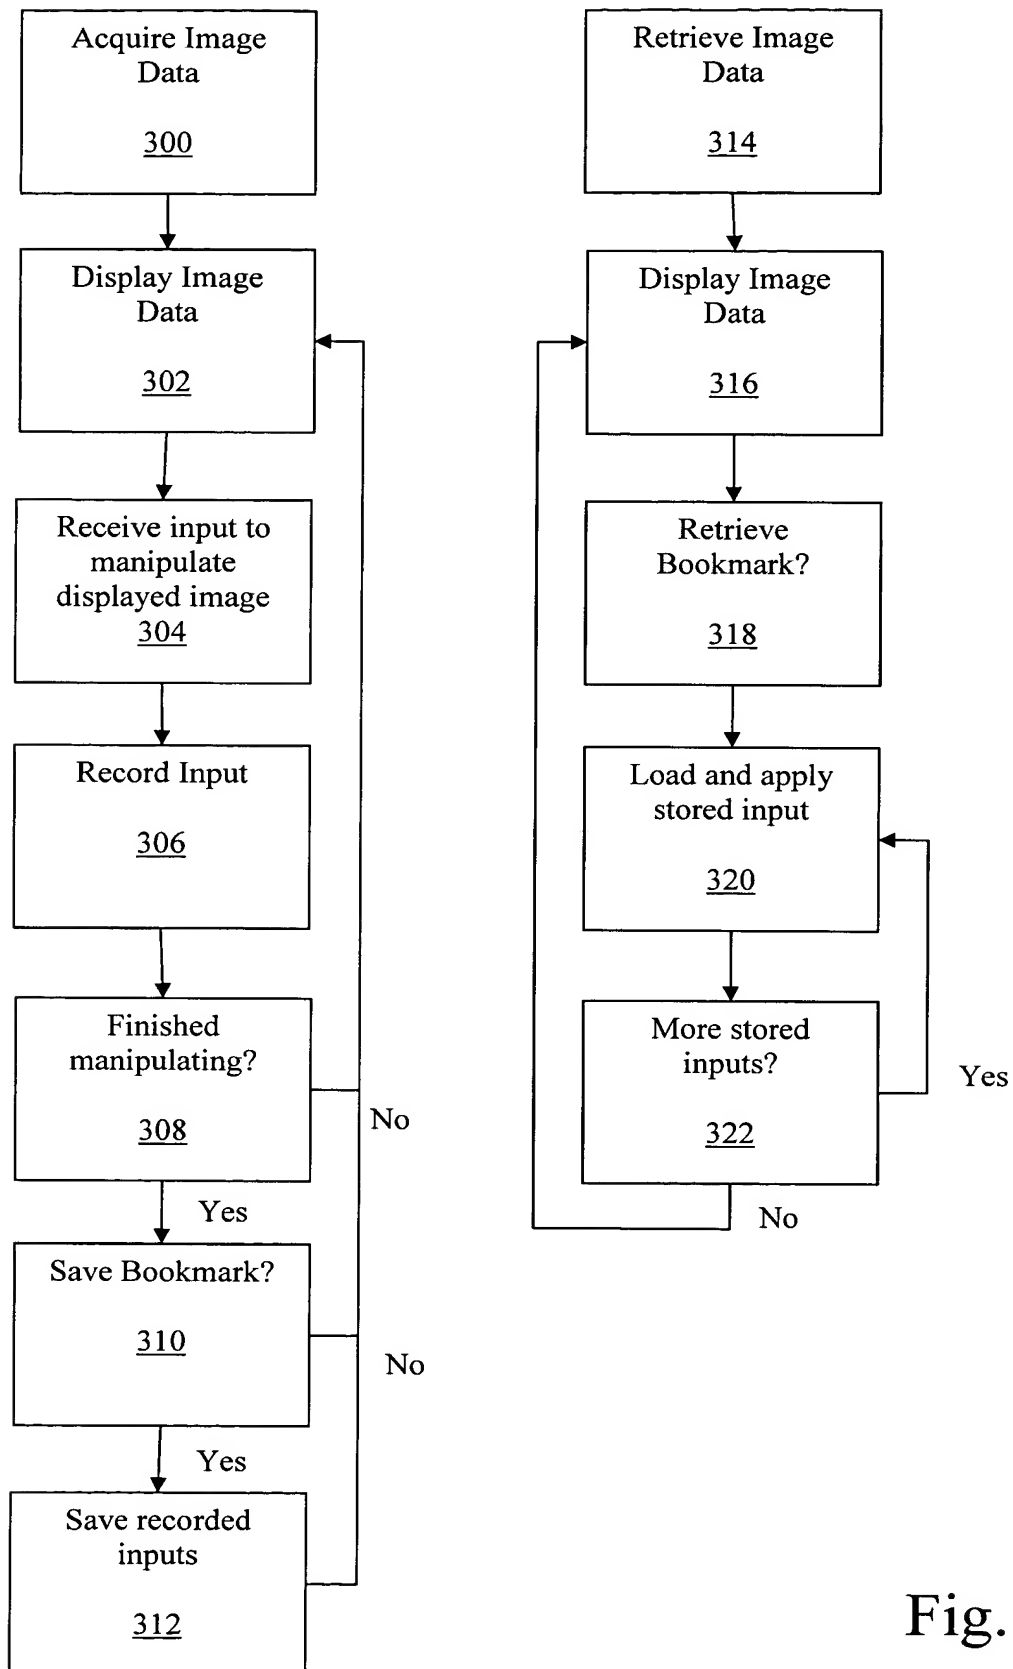 Acquire Image
Data
300
Display Image
Data
302
Receive input to
manipulate
displayed image
304
Record Input
306
Finished
manipulating?
308
No
Yes
Save Bookmark?
310
No
Yes
Save recorded
inputs
312
Retrieve Image
Data
314
Display Image
Data
316
Retrieve
Bookmark?
318
Load and apply
stored input
320
More stored
inputs?
322
Yes
No
Fig.